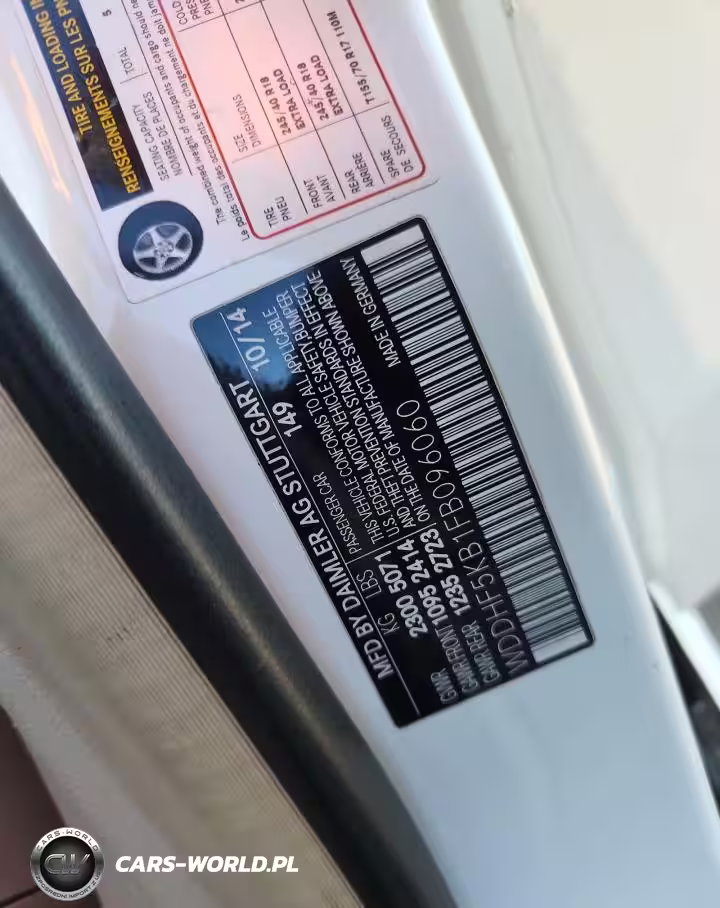 TIRE AND LOADING
RENSEIGNEMENTS SUR LES
SEATING CAPACITY
NOMBRE DE PLACES
TOTAL 5
The combined weight of occupants and cargo should
Le poids total des occupants et du chargement ne doit
TIRE SIZE COLD
PNEU DIMENSIONS
FRONT 245/40 R18
AVANT EXTRA LOAD
REAR 245/40 R18
ARRIÈRE EXTRA LOAD
SPARE T155/70 R17 110M
DE SECOURS
MFD BY DAIMLER AG STUTTGART
149 10/14
KG LBS
GVWR 2300 5071
GAWR FRONT 1095 2414
GAWR REAR 1235 2723
PASSENGER CAR
THIS VEHICLE CONFORMS TO ALL APPLICABLE
U.S. FEDERAL MOTOR VEHICLE SAFETY, BUMPER
AND THEFT PREVENTION STANDARDS IN EFFECT
ON THE DATE OF MANUFACTURE SHOWN ABOVE
WDDHF5KB1FB096060 MADE IN GERMANY
CARS-WORLD
CW
CARS-WORLD.PL